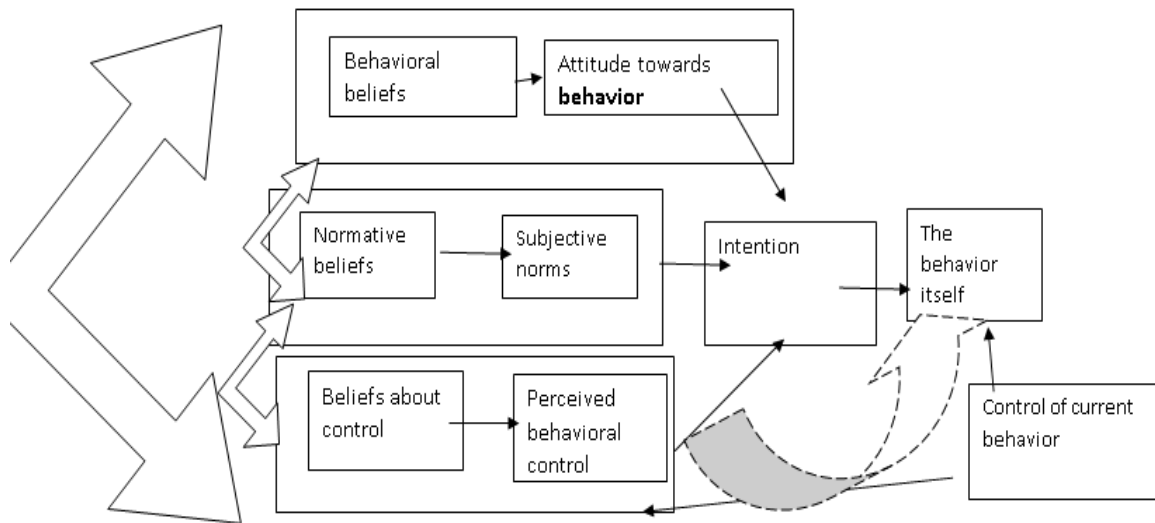 Behavioral
beliefs
Attitude towards
behavior
Normative
beliefs
Subjective
norms
Intention
The
behavior
itself
Beliefs about
control
Perceived
behavioral
control
Control of current
behavior